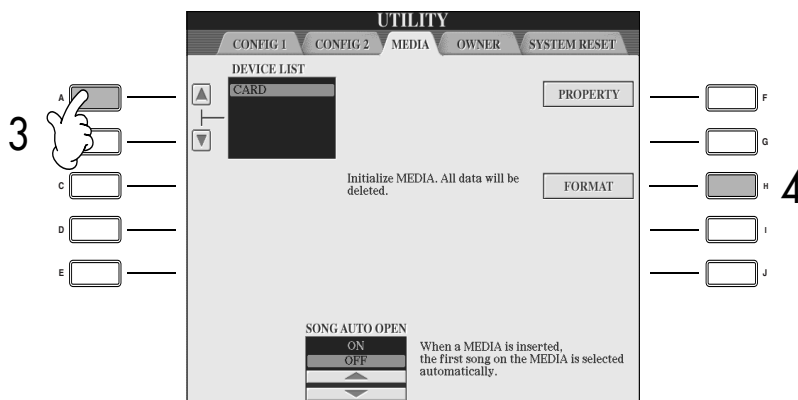 UTILITY
CONFIG 1 CONFIG 2 MEDIA OWNER SYSTEM RESET
DEVICE LIST
CARD
PROPERTY
Initialize MEDIA. All data will be
deleted.
FORMAT
SONG AUTO OPEN
ON
OFF
When a MEDIA is inserted,
the first song on the MEDIA is selected
automatically.
3
A
C
D
E
F
G
H
I
J
4